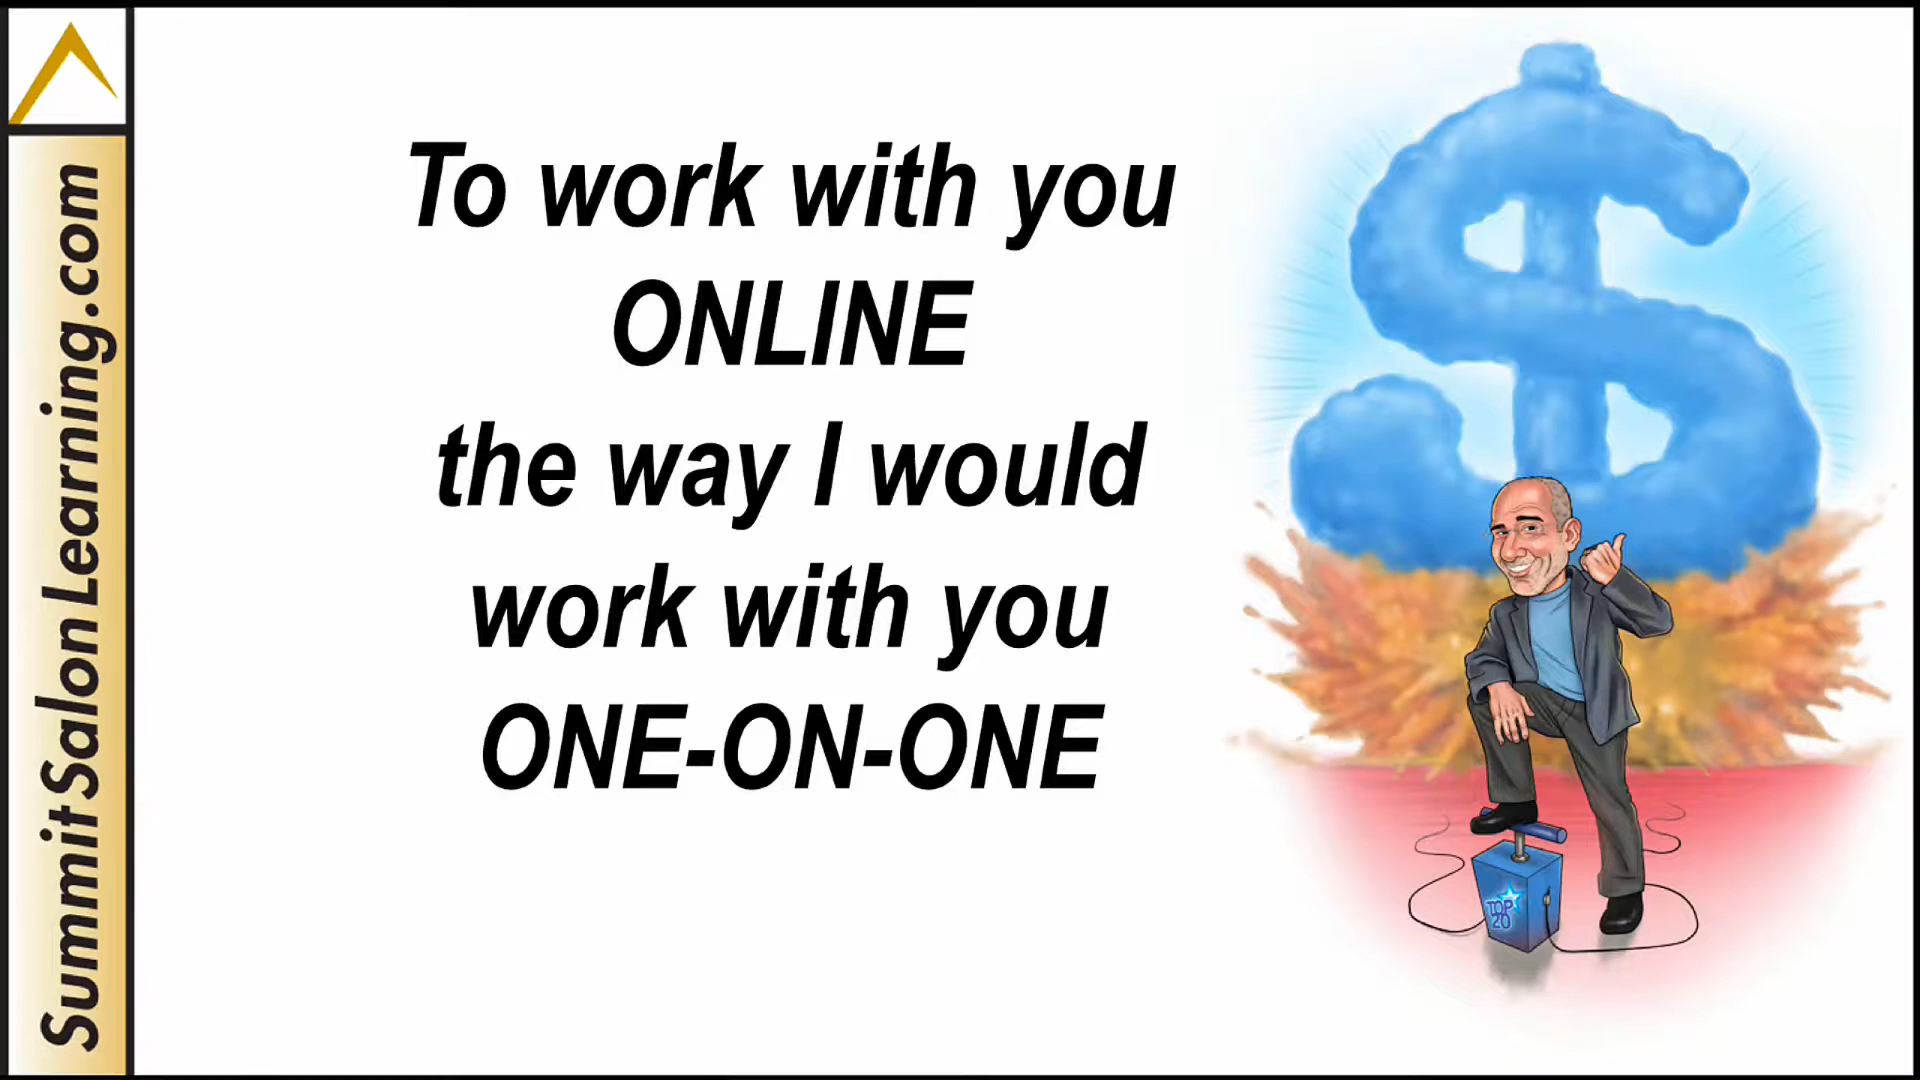 SummitSalonLearning.com
To work with you
ONLINE
the way I would
work with you
ONE-ON-ONE
TOP
20